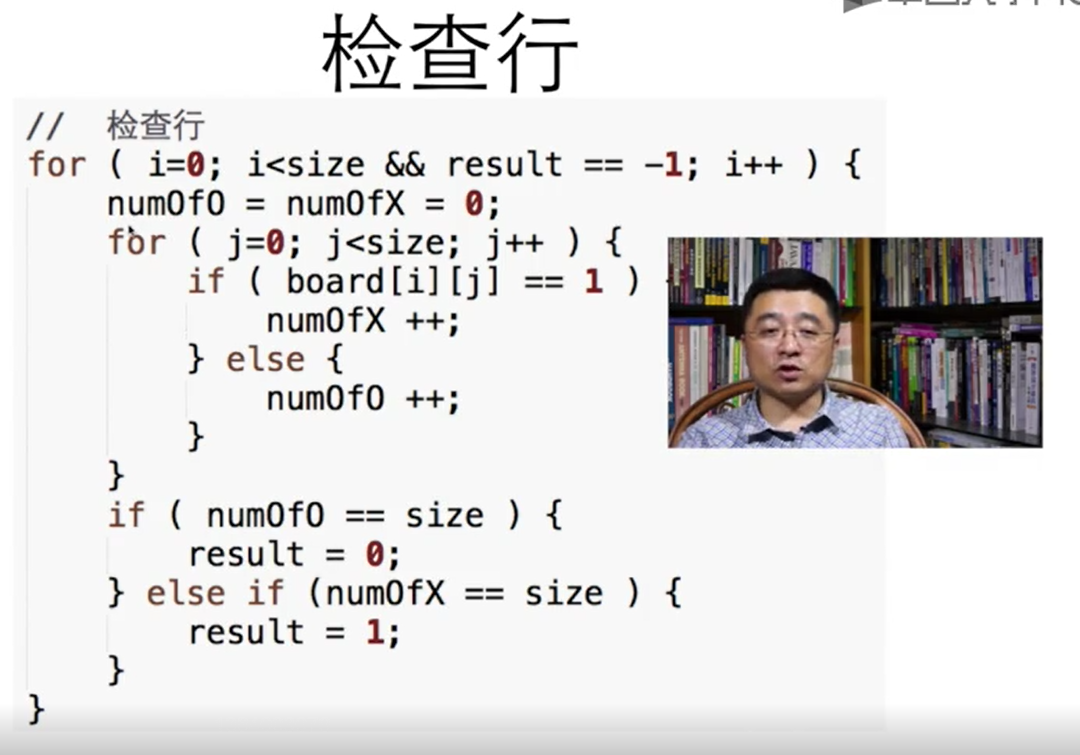 检查行
// 检查行
for ( i=0; i<size && result == -1; i++ ) {
numOfO = numOfX = 0;
for ( j=0; j<size; j++ ) {
if ( board[i][j] == 1 )
numOfX ++;
} else {
numOfO ++;
}
}
if ( numOfO == size ) {
result = 0;
} else if (numOfX == size ) {
result = 1;
}
}